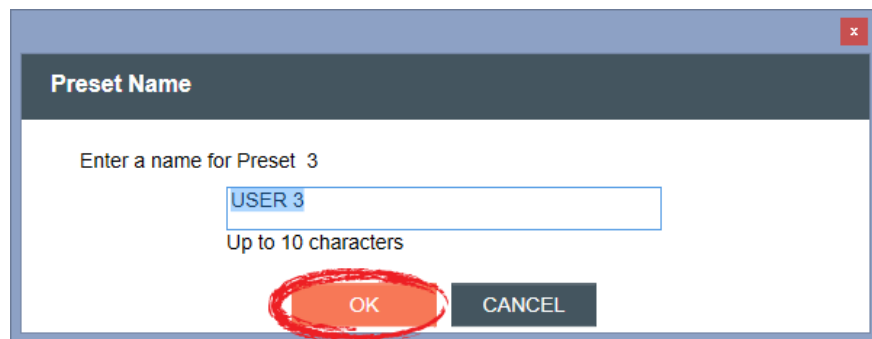 x
Preset Name
Enter a name for Preset 3
USER 3
Up to 10 characters
OK CANCEL